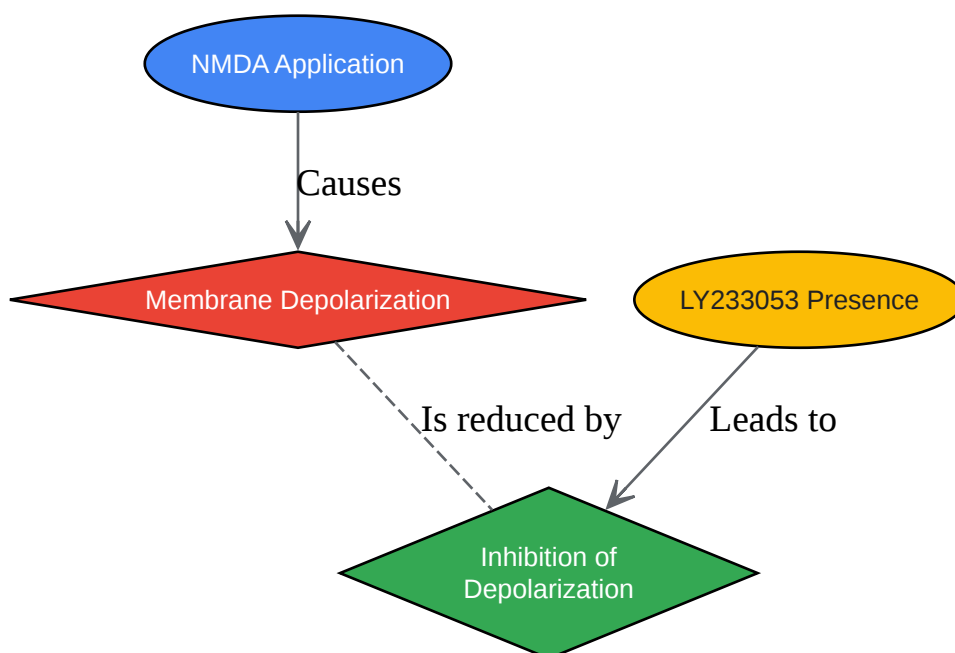 NMDA Application
Causes
Membrane Depolarization
LY233053 Presence
Is reduced by
Leads to
Inhibition of
Depolarization